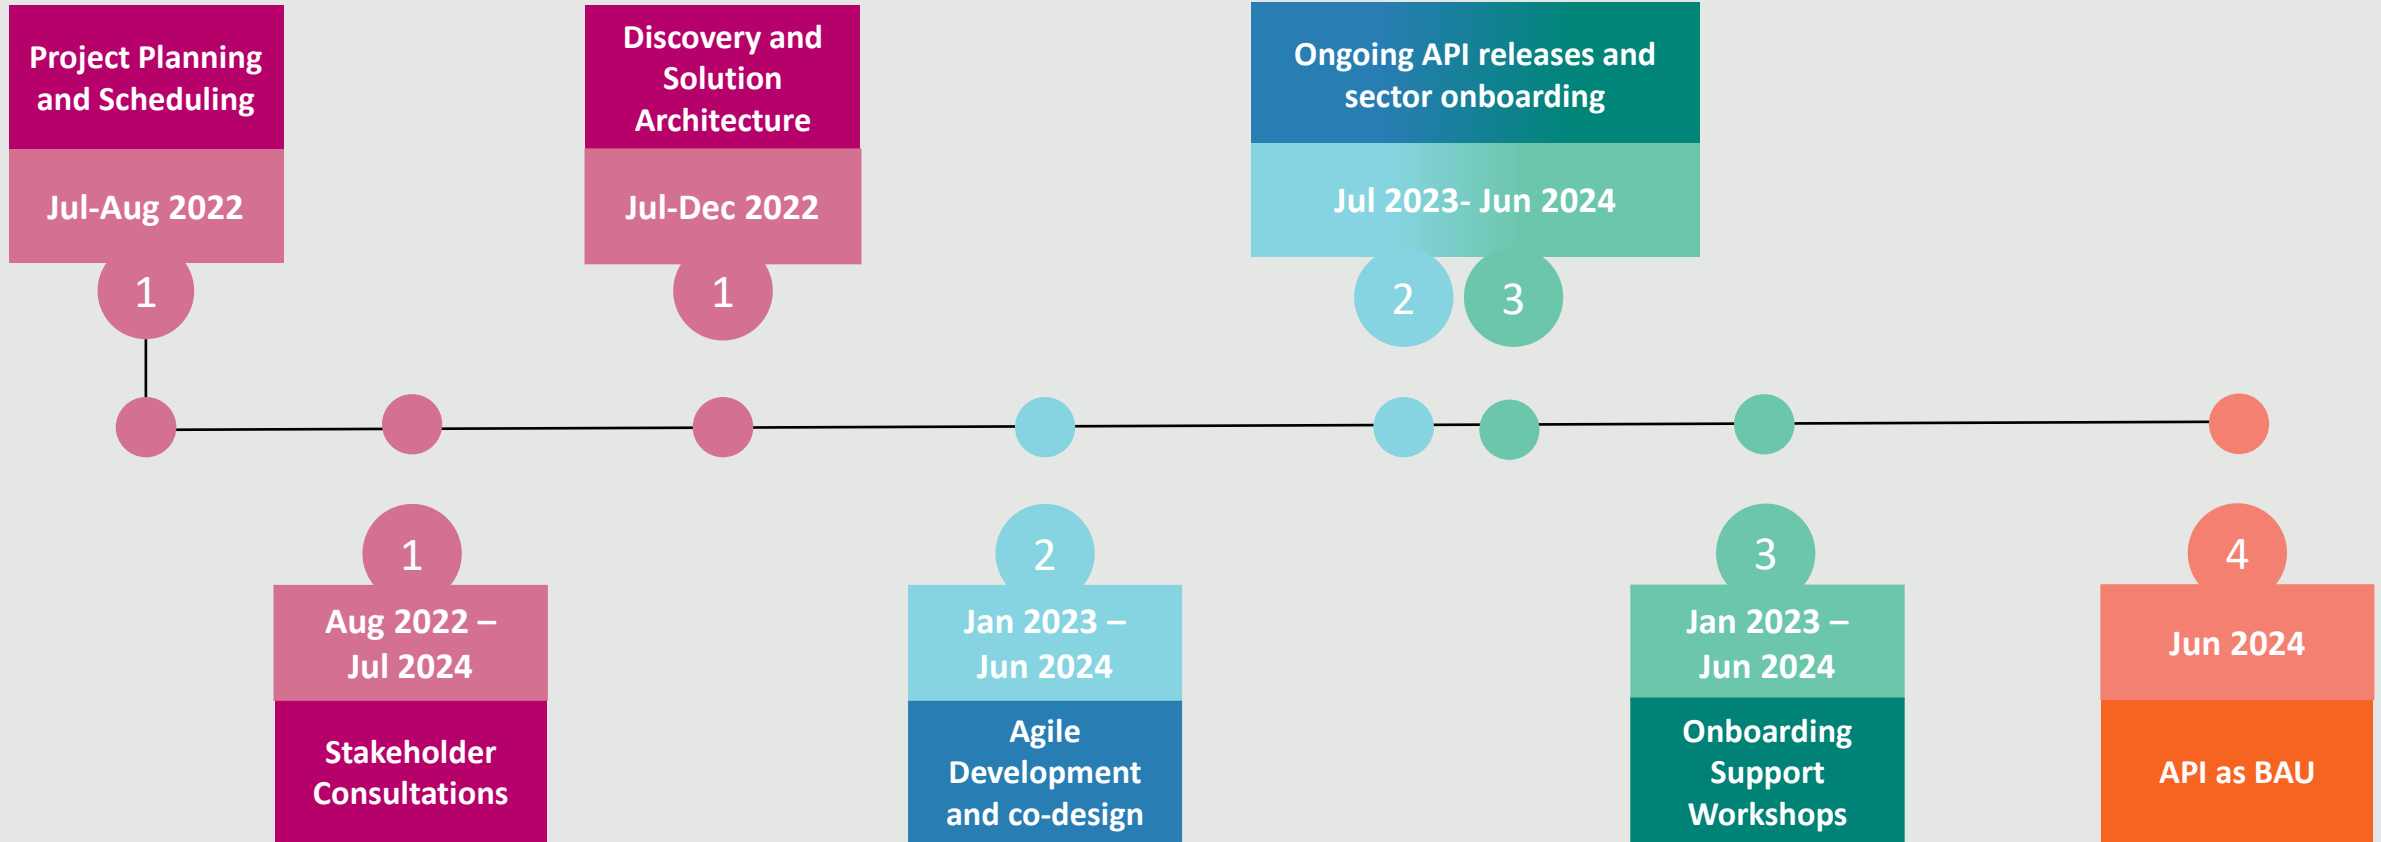 Project Planning
and Scheduling
Jul-Aug 2022
1
Discovery and
Solution
Architecture
Jul-Dec 2022
1
Ongoing API releases and
sector onboarding
Jul 2023- Jun 2024
2
3
1
Aug 2022 –
Jul 2024
Stakeholder
Consultations
2
Jan 2023 –
Jun 2024
Agile
Development
and co-design
3
Jan 2023 –
Jun 2024
Onboarding
Support
Workshops
4
Jun 2024
API as BAU